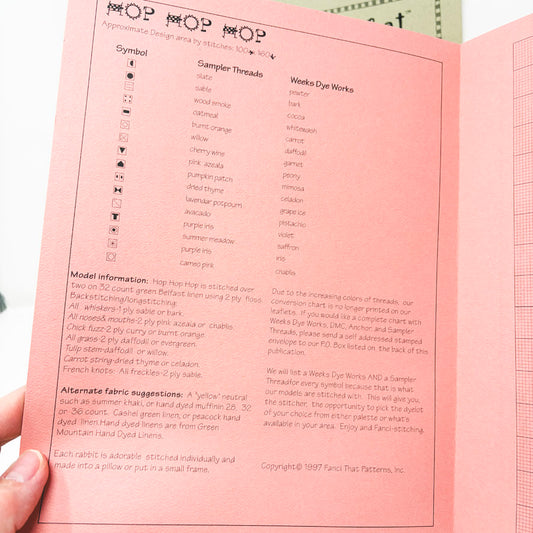 fat™
HOP HOP HOP
Approximate Design area by stitches: 100→ 160↓
Symbol Sampler Threads Weeks Dye Works
slate pewter
sable bark
wood smoke cocoa
oatmeal whitewash
burnt orange carrot
willow daffodil
cherry wine garnet
pink azeala peony
pumpkin patch mimosa
dried thyme celadon
lavendar potpourri grape ice
avacado pistachio
purple iris violet
summer meadow saffron
purple iris iris
cameo pink chablis
Model Information: Hop Hop Hop is stitched over
two on 32 count green Belfast linen using 2 ply floss
Backstitching/longstitching:
All whiskers-1 ply sable or bark.
All noses& mouths-2 ply pink azeala or chablis
Chick fuzz-2 ply curry or burnt orange.
All grass-2 ply daffodil or evergreen.
Tulip stem-daffodil or willow.
Carrot string-dried thyme or celadon.
French knots- All freckles-2 ply sable.
Alternate fabric suggestions: A "yellow" neutral
such as summer khaki, or hand dyed muffinin 28, 32
or 36 count. Cashel green linen, or peacock hand
dyed linen.Hand dyed linens are from Green
Mountain Hand Dyed Linens.
Each rabbit is adorable stitched individually and
made into a pillow or put in a small frame.
Due to the increasing colors of threads, our
conversion chart is no longer printed on our
leaflets. If you would like a complete chart with
Weeks Dye Works, DMC, Anchor, and Sampler
Threads, please send a self addressed stamped
envelope to our P.O. Box listed on the back of this
publication.
We will list a Weeks Dye Works AND a Sampler
Threadfor every symbol because that is what
our models are stitched with. This will give you,
the stitcher, the opportunity to pick the dyelot
of your choice from either palette or what's
available in your area. Enjoy and Fanci-stitching.
Copyright© 1997 Fanci That Patterns, Inc.